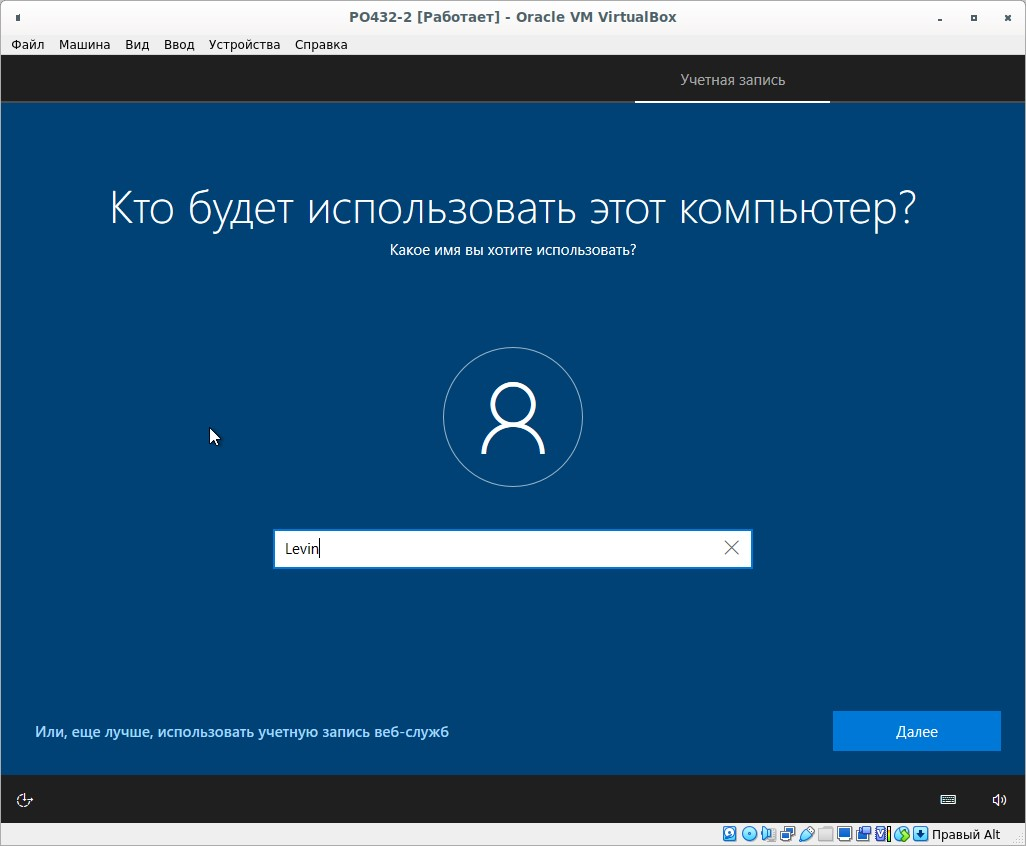 PO432-2 [Работает] - Oracle VM VirtualBox
Файл Машина Вид Ввод Устройства Справка
Учетная запись
Кто будет использовать этот компьютер?
Какое имя вы хотите использовать?
Levin
Или, еще лучше, использовать учетную запись веб-служб
Далее
Правый Alt